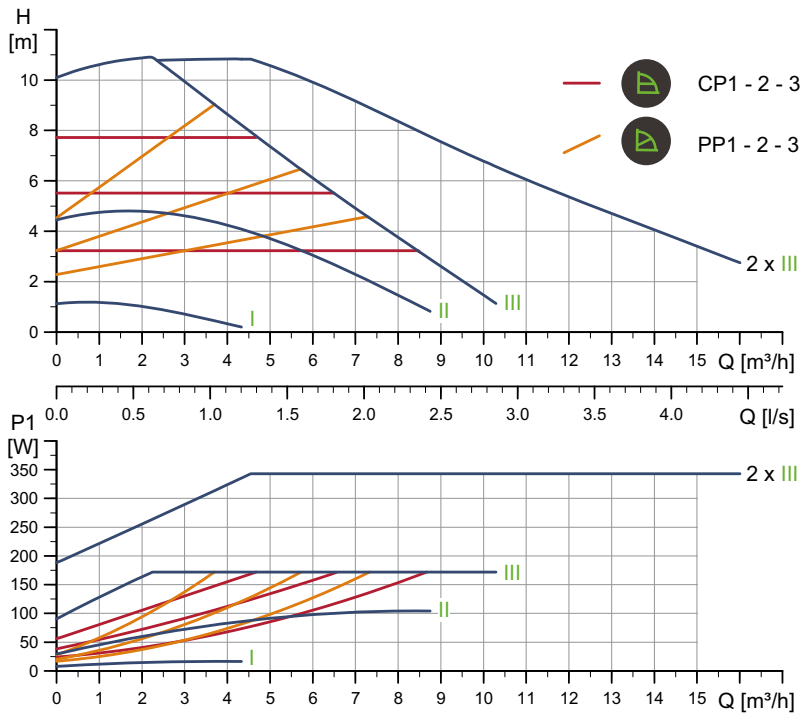 H
[m]
10
8
6
4
2
0
CP1 - 2 - 3
PP1 - 2 - 3
2 x III
III
II
I
0 1 2 3 4 5 6 7 8 9 10 11 12 13 14 15 Q [m³/h]
0.0 0.5 1.0 1.5 2.0 2.5 3.0 3.5 4.0 Q [l/s]
P1
[W]
350
300
250
200
150
100
50
0
2 x III
III
II
I
0 1 2 3 4 5 6 7 8 9 10 11 12 13 14 15 Q [m³/h]